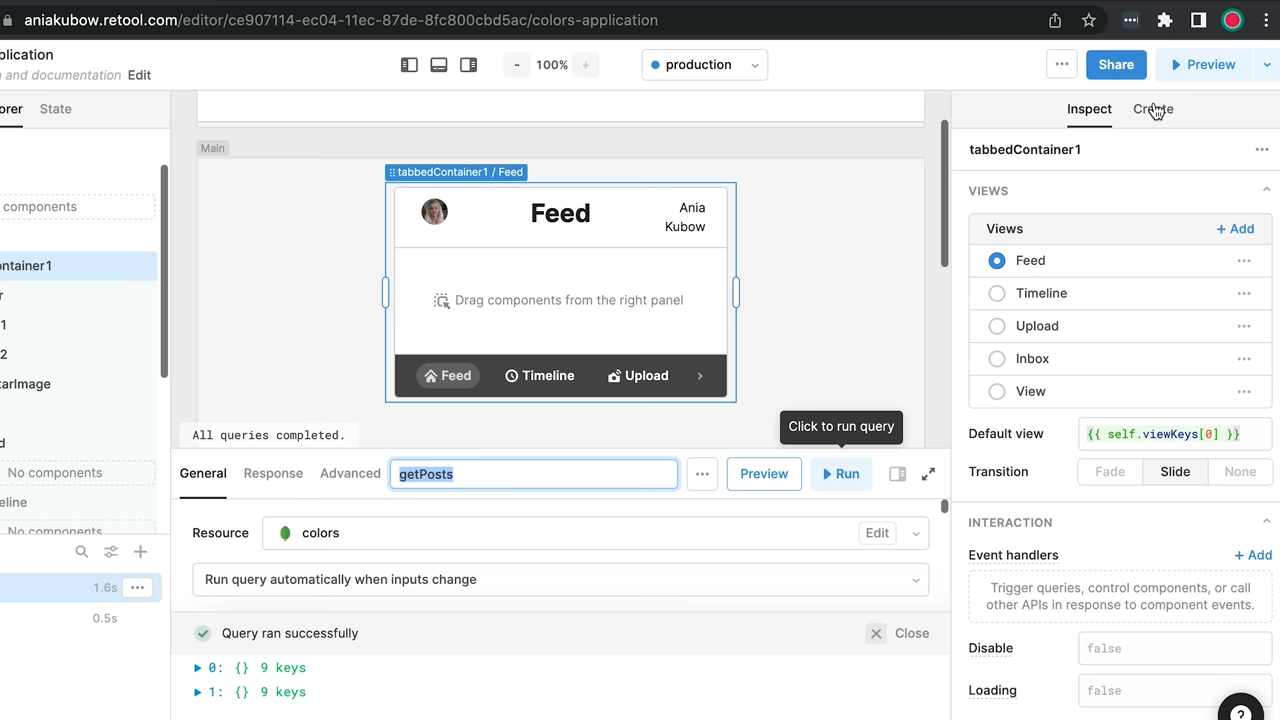 aniakubow.retool.com/editor/ce907114-ec04-11ec-87de-8fc800cbd5ac/colors-application
plication
n and documentation Edit
- 100% +
production
Share
Preview
orer State
Inspect Create
components
ontainer1
r
1
2
tarImage
d
No components
eline
No components
1.6s
0.5s
Main
tabbedContainer1 / Feed
Feed
Ania
Kubow
Drag components from the right panel
Feed Timeline Upload
All queries completed.
Click to run query
General Response Advanced getPosts Preview Run
Resource colors Edit
Run query automatically when inputs change
Query ran successfully Close
0: {} 9 keys
1: {} 9 keys
tabbedContainer1
VIEWS
Views + Add
Feed
Timeline
Upload
Inbox
View
Default view {{ self.viewKeys[0] }}
Transition Fade Slide None
INTERACTION
Event handlers + Add
Trigger queries, control components, or call
other APIs in response to component events.
Disable false
Loading false
?